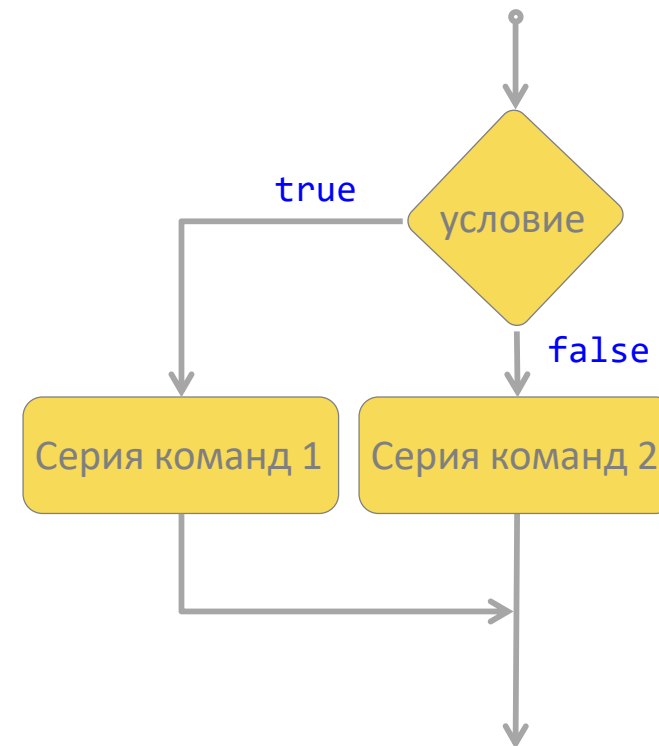 true
условие
false
Серия команд 1
Серия команд 2